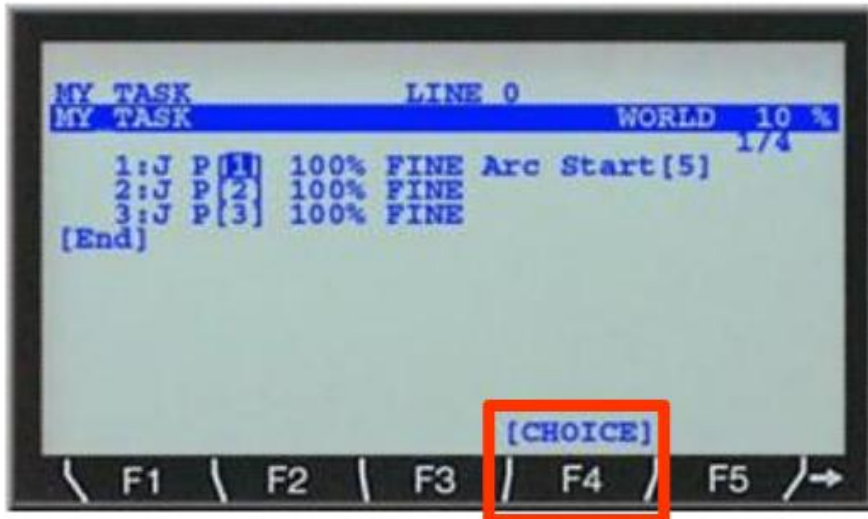 MY TASK LINE 0
MY TASK WORLD 10 %
1/4
1:J P[1] 100% FINE Arc Start[5]
2:J P[2] 100% FINE
3:J P[3] 100% FINE
[End]
[CHOICE]
F1 F2 F3 F4 F5